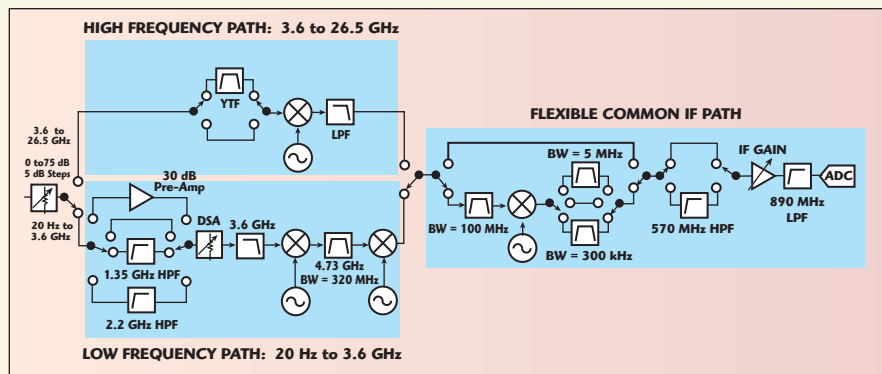 HIGH FREQUENCY PATH: 3.6 to 26.5 GHz
YTF
LPF
3.6 to
26.5 GHz
0 to75 dB
5 dB Steps
20 Hz to
3.6 GHz
30 dB
Pre-Amp
DSA
3.6 GHz
1.35 GHz HPF
4.73 GHz
BW = 320 MHz
2.2 GHz HPF
LOW FREQUENCY PATH: 20 Hz to 3.6 GHz
FLEXIBLE COMMON IF PATH
BW = 5 MHz
IF GAIN
ADC
BW = 100 MHz
570 MHz HPF
890 MHz
LPF
BW = 300 kHz